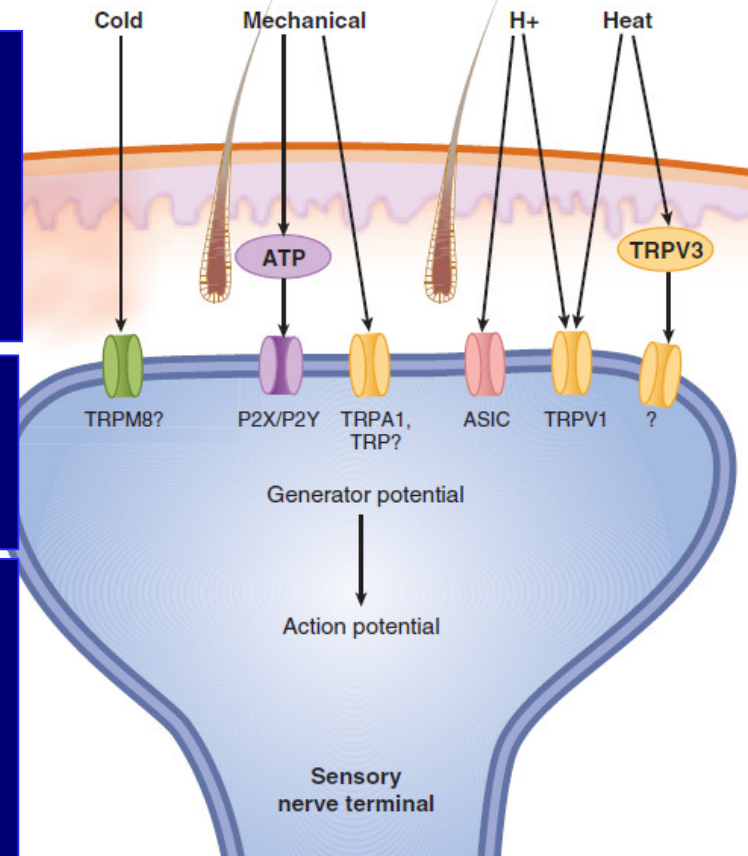 Cold
Mechanical
H+
Heat
ATP
TRPV3
TRPM8?
P2X/P2Y
TRPA1,
TRP?
ASIC
TRPV1
?
Generator potential
Action potential
Sensory
nerve terminal